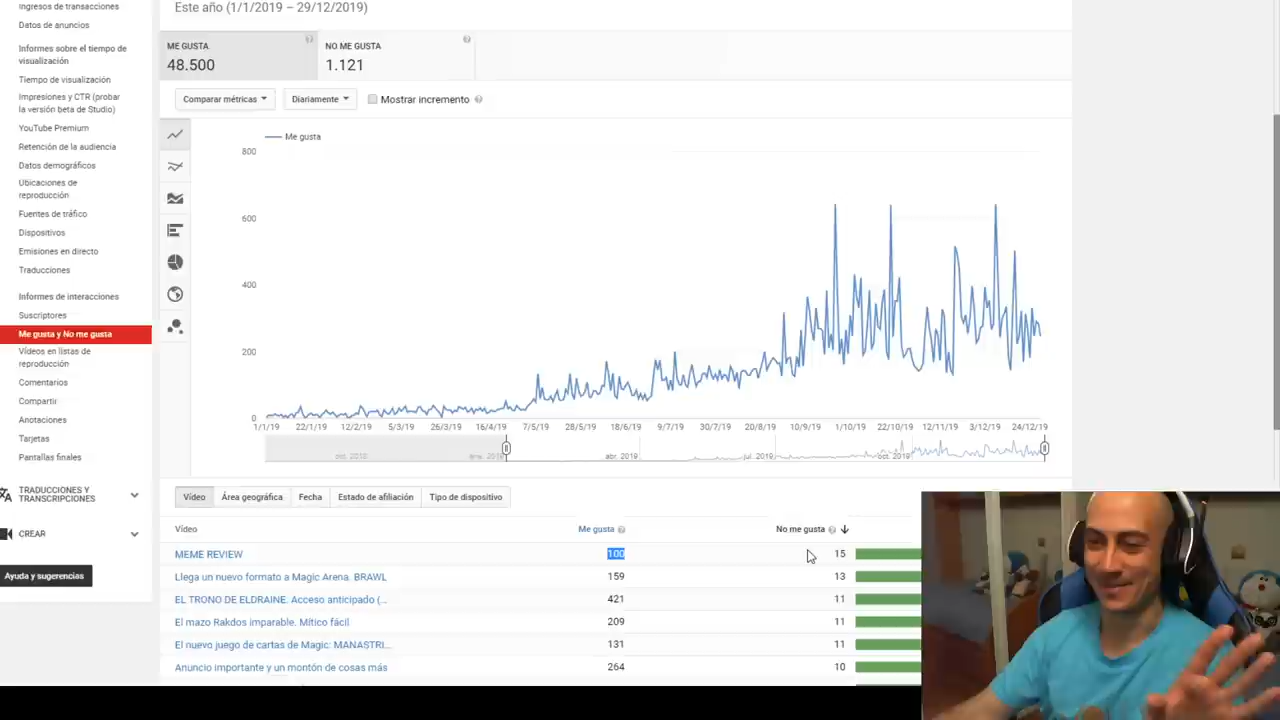 Ingresos de transacciones
Datos de anuncios
Informes sobre el tiempo de
visualización
Tiempo de visualización
Impresiones y CTR (probar
la versión beta de Studio)
YouTube Premium
Retención de la audiencia
Datos demográficos
Ubicaciones de
reproducción
Fuentes de tráfico
Dispositivos
Emisiones en directo
Traducciones
Informes de interacciones
Suscriptores
Me gusta y No me gusta
Vídeos en listas de
reproducción
Comentarios
Compartir
Anotaciones
Tarjetas
Pantallas finales
TRADUCCIONES Y
TRANSCRIPCIONES
CREAR
Ayuda y sugerencias
Este año (1/1/2019 – 29/12/2019)
ME GUSTA
48.500
NO ME GUSTA
1.121
Comparar métricas
Diariamente
Mostrar incremento
Me gusta
800
600
400
200
0
1/1/19 22/1/19 12/2/19 5/3/19 26/3/19 16/4/19 7/5/19 28/5/19 18/6/19 9/7/19 30/7/19 20/8/19 10/9/19 1/10/19 22/10/19 12/11/19 3/12/19 24/12/19
oct. 2018 ene. 2019 abr. 2019 jul. 2019 oct. 2019
Vídeo Área geográfica Fecha Estado de afiliación Tipo de dispositivo
Vídeo Me gusta No me gusta
MEME REVIEW 100 15
Llega un nuevo formato a Magic Arena. BRAWL 159 13
EL TRONO DE ELDRAINE. Acceso anticipado (... 421 11
El mazo Rakdos imparable. Mítico fácil 209 11
El nuevo juego de cartas de Magic: MANASTRI... 131 11
Anuncio importante y un montón de cosas más 264 10